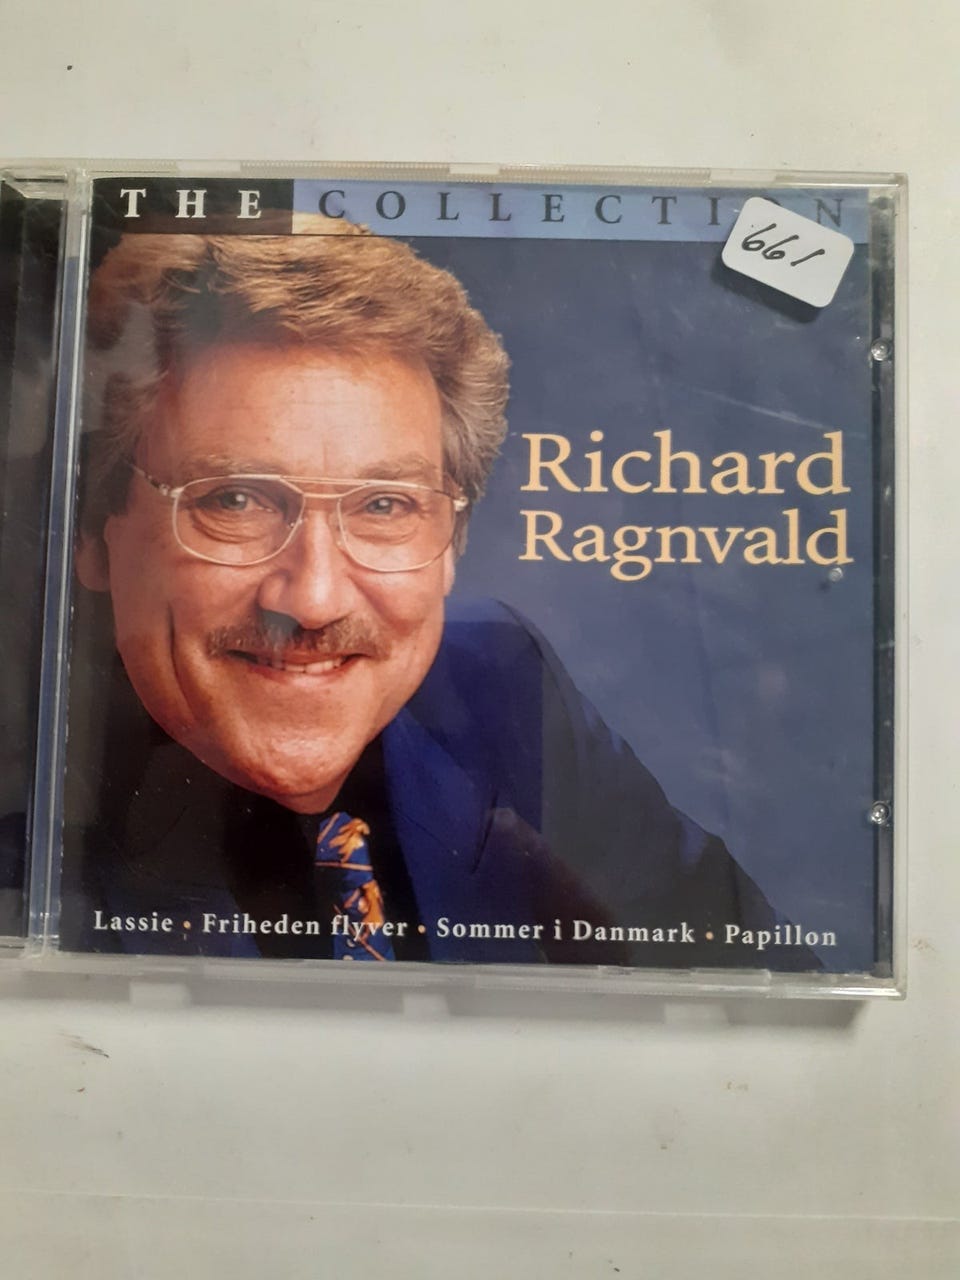 THE COLLECTION
661
Richard
Ragnvald
Lassie • Friheden flyver • Sommer i Danmark • Papillon